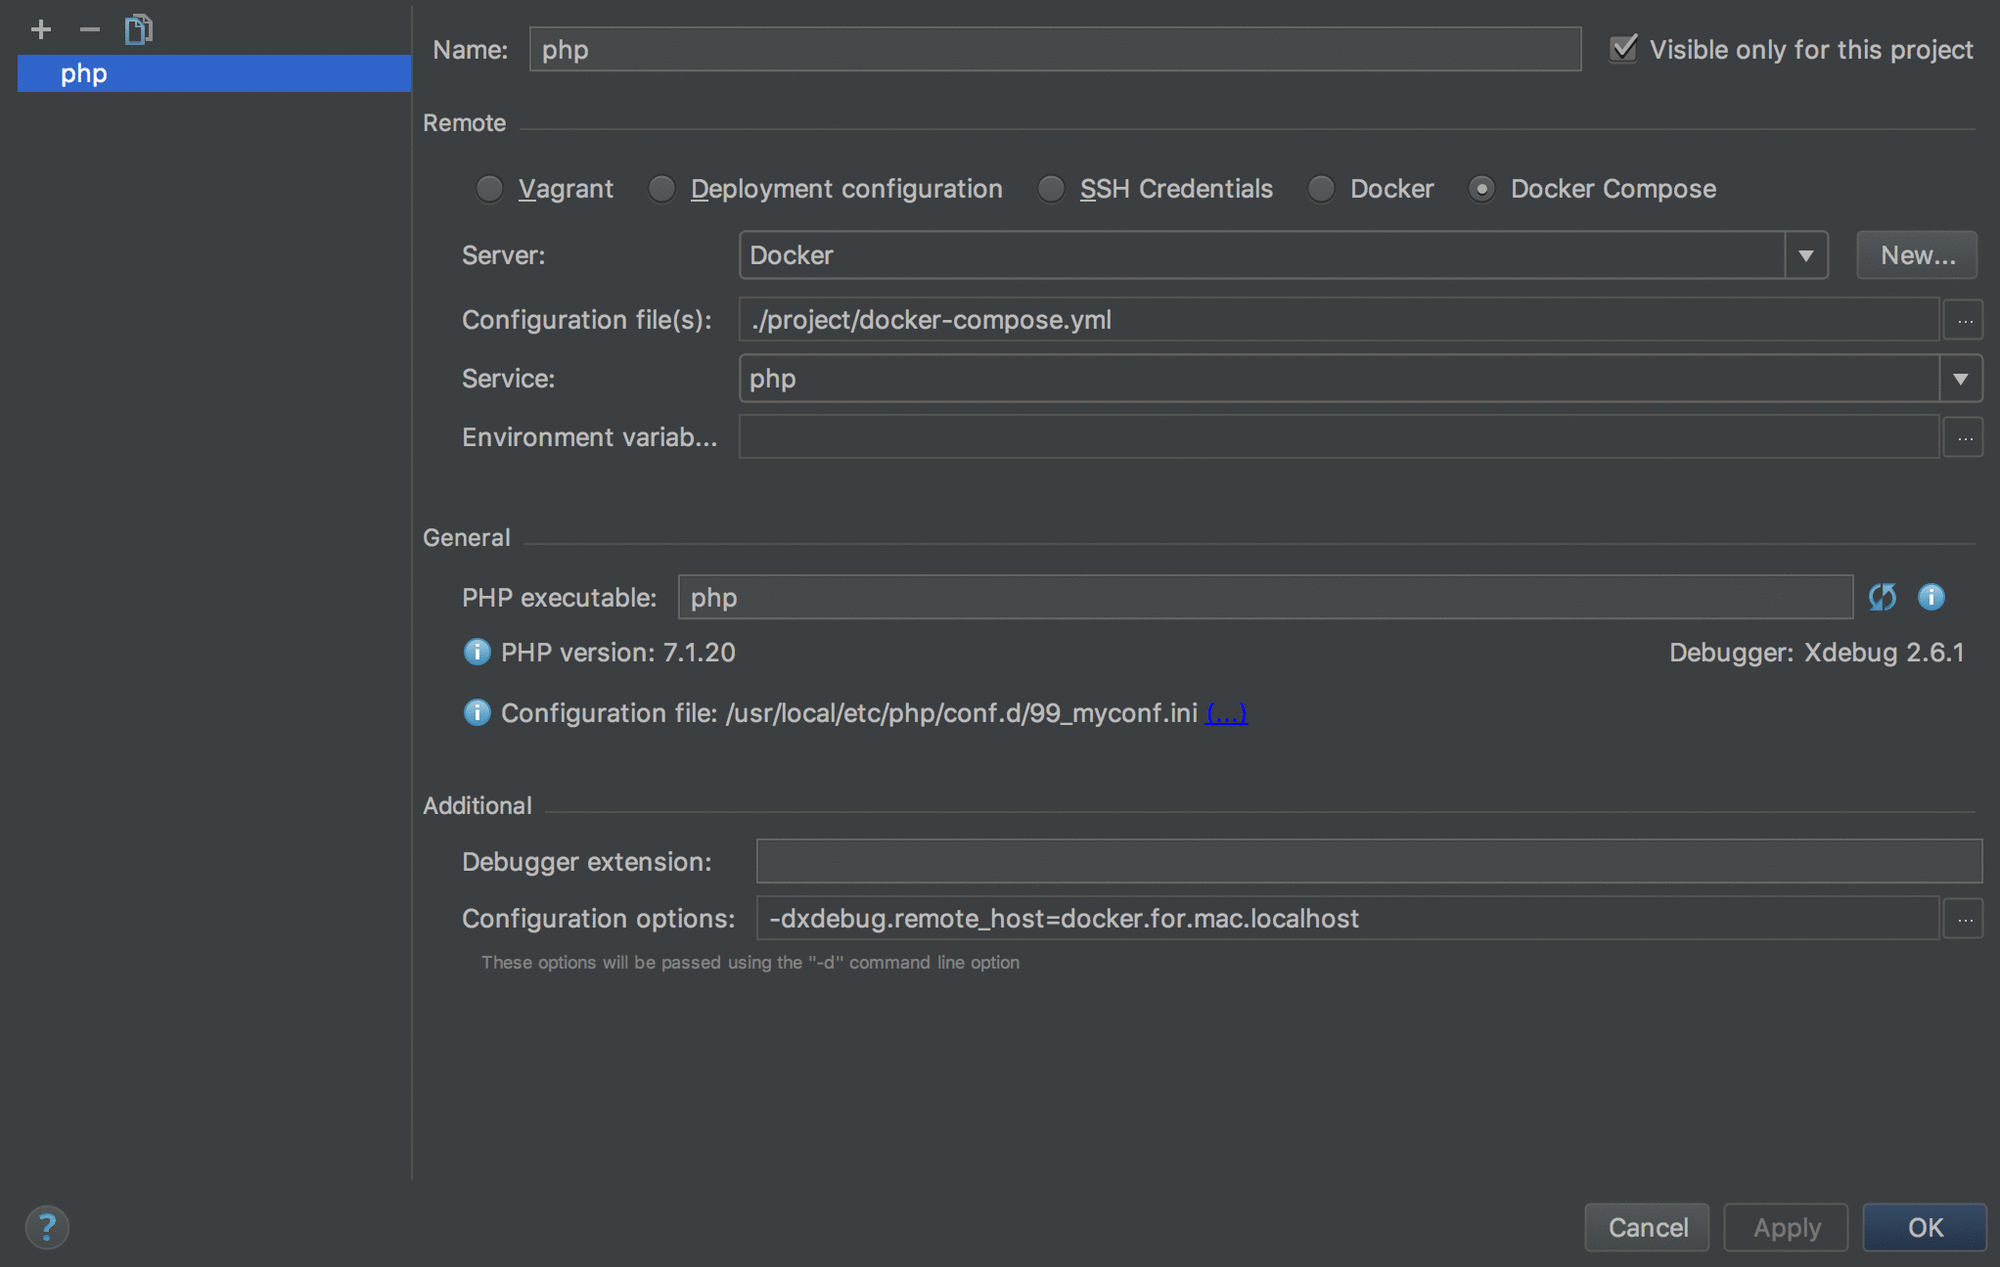 php
Name: php Visible only for this project
Remote
Vagrant Deployment configuration SSH Credentials Docker Docker Compose
Server: Docker New...
Configuration file(s): ./project/docker-compose.yml ...
Service: php
Environment variab... ...
General
PHP executable: php
PHP version: 7.1.20 Debugger: Xdebug 2.6.1
Configuration file: /usr/local/etc/php/conf.d/99_myconf.ini (...)
Additional
Debugger extension:
Configuration options: -dxdebug.remote_host=docker.for.mac.localhost ...
These options will be passed using the "-d" command line option
? Cancel Apply OK